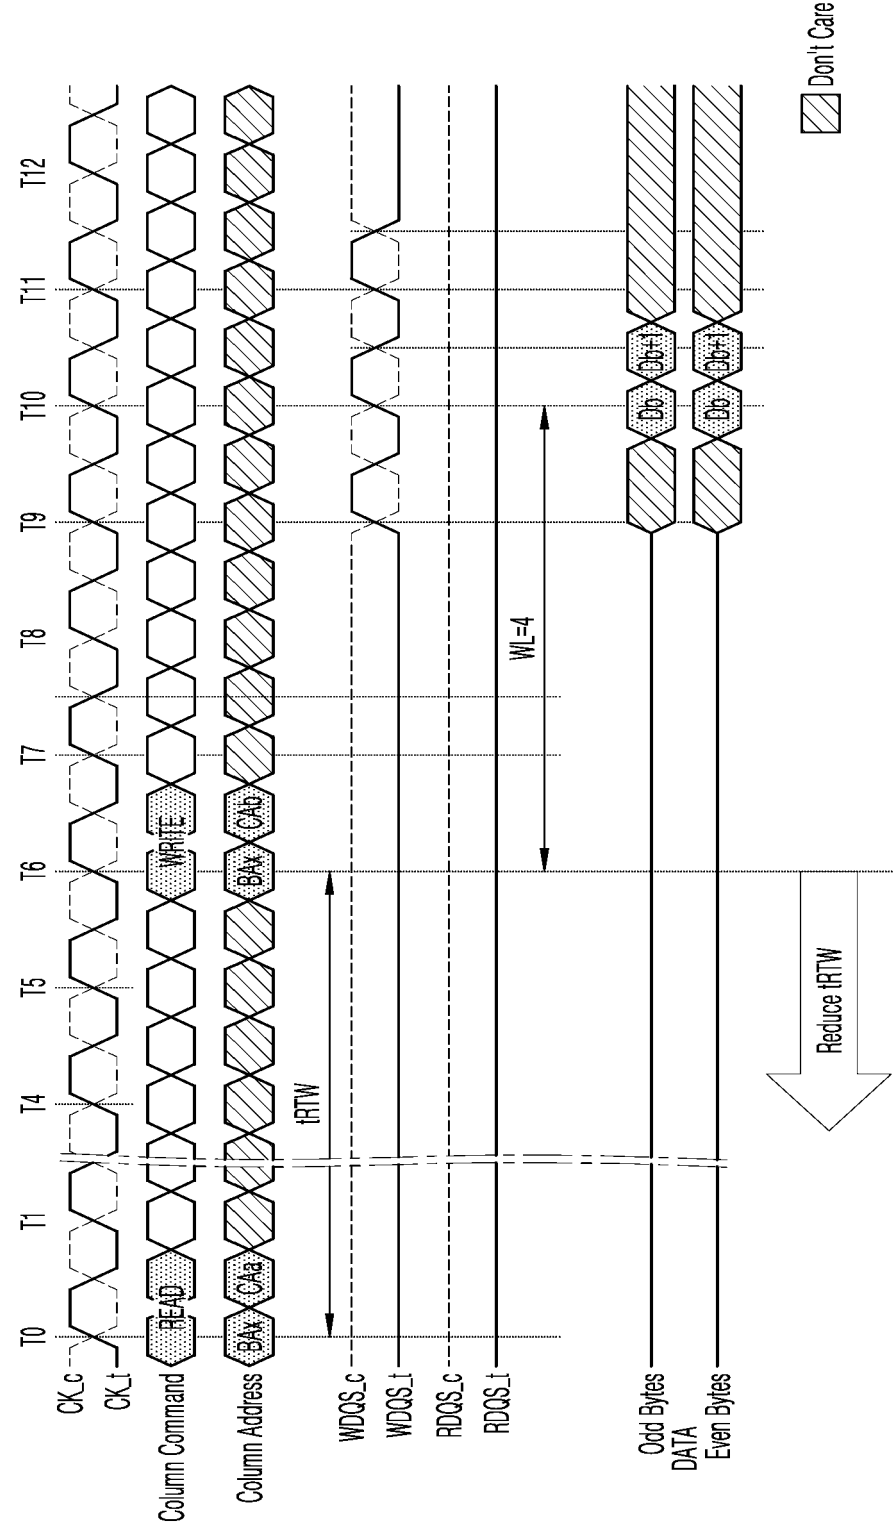 T0 T1 T4 T5 T6 T7 T8 T9 T10 T11 T12
CK_c
CK_t
Column Command READ WRITE
Column Address BAx CAa BAx CAb
tRTW
WDQS_c
WDQS_t
RDQS_c
RDQS_t
WL=4
Odd Bytes Db Db+1
DATA
Even Bytes Db Db+1
Reduce tRTW
Don't Care